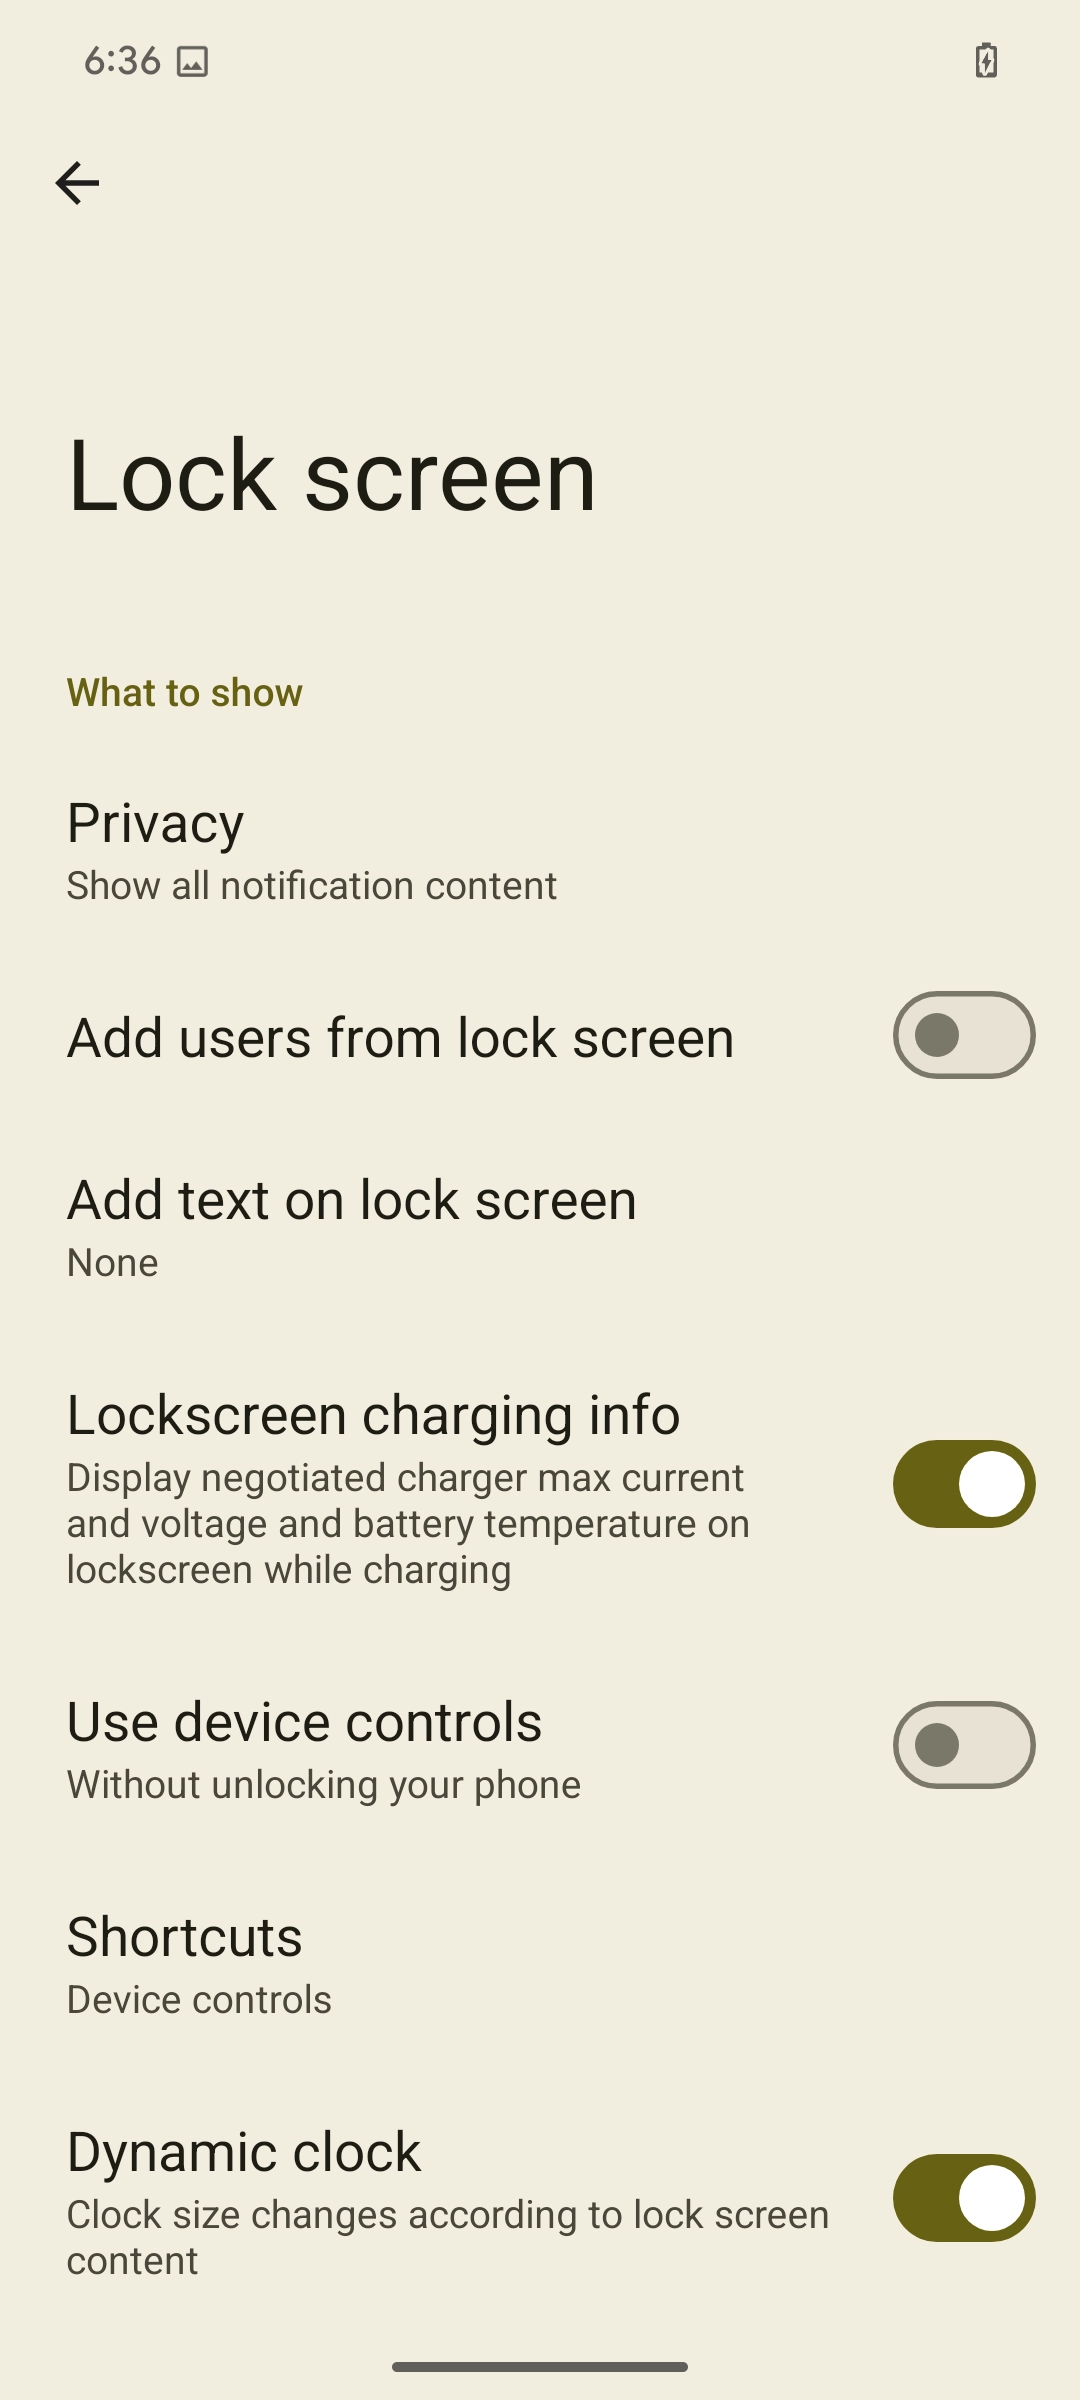 6:36
Lock screen
What to show
Privacy
Show all notification content
Add users from lock screen
Add text on lock screen
None
Lockscreen charging info
Display negotiated charger max current
and voltage and battery temperature on
lockscreen while charging
Use device controls
Without unlocking your phone
Shortcuts
Device controls
Dynamic clock
Clock size changes according to lock screen
content